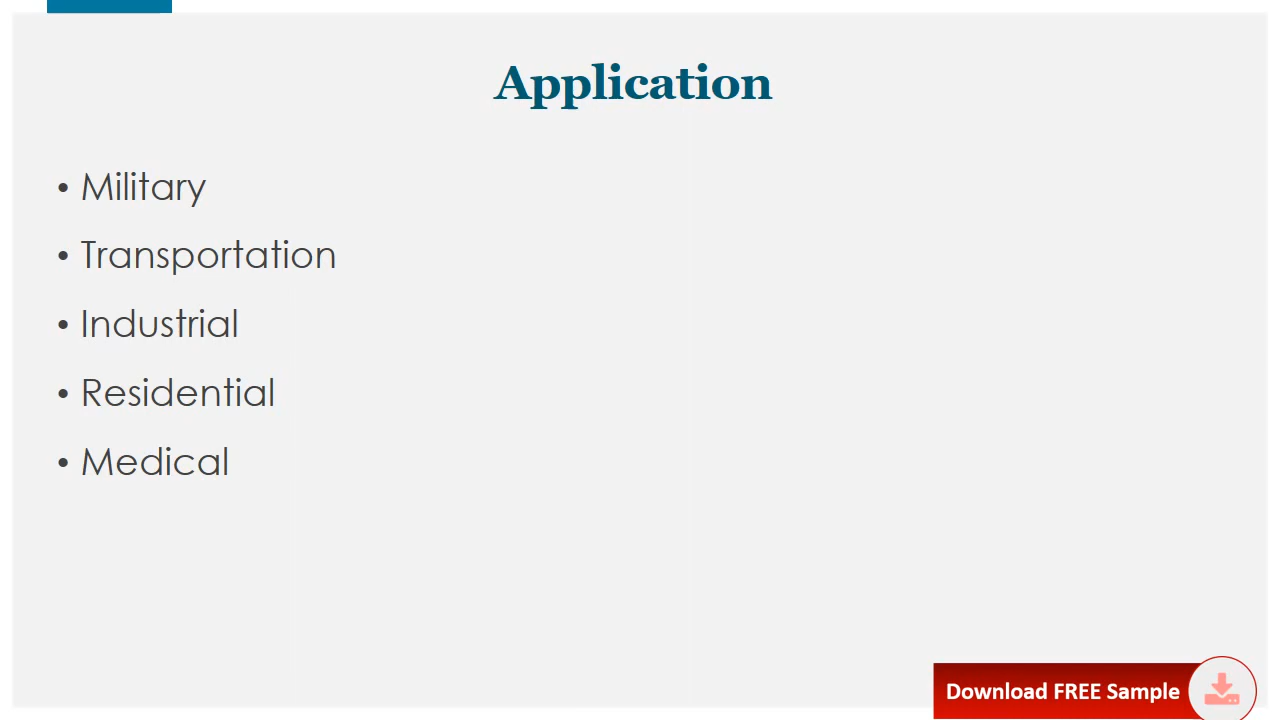 Application
• Military
• Transportation
• Industrial
• Residential
• Medical
Download FREE Sample